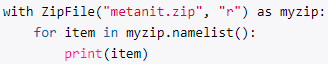 with ZipFile("metanit.zip", "r") as myzip:
    for item in myzip.namelist():
        print(item)